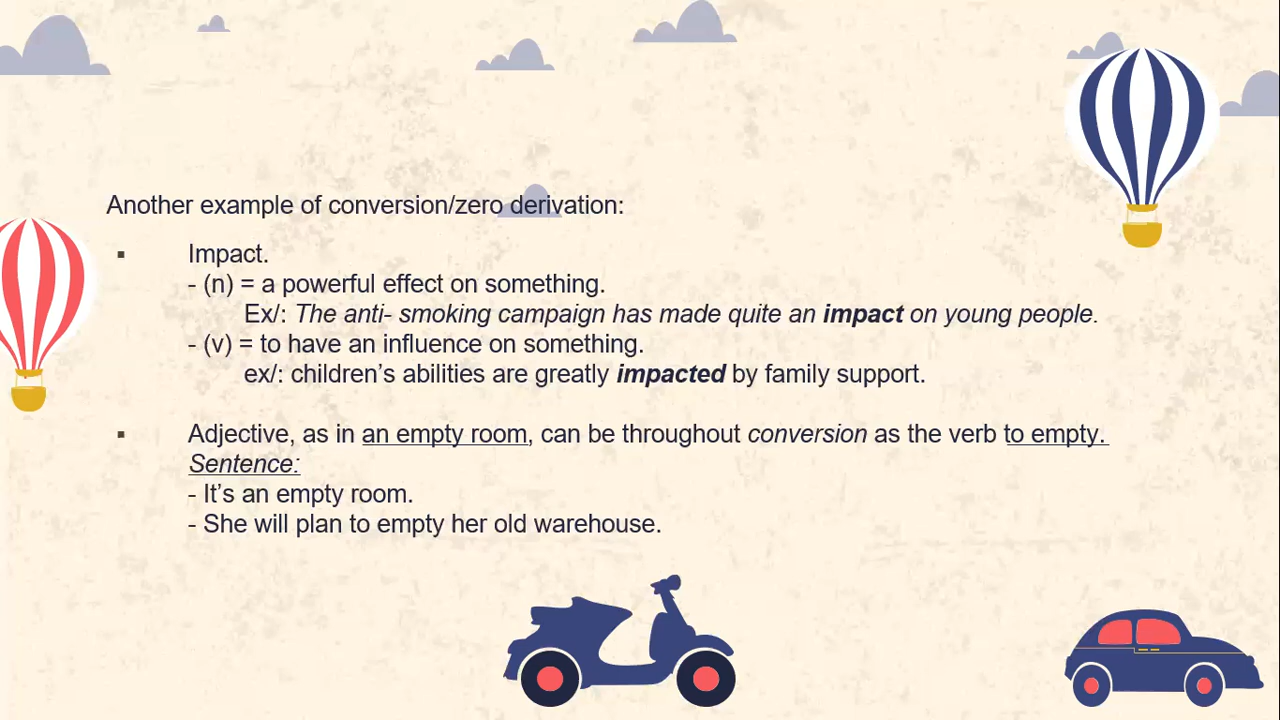 Another example of conversion/zero derivation:
▪ Impact.
- (n) = a powerful effect on something.
Ex/: The anti- smoking campaign has made quite an impact on young people.
- (v) = to have an influence on something.
ex/: children’s abilities are greatly impacted by family support.
▪ Adjective, as in an empty room, can be throughout conversion as the verb to empty.
Sentence:
- It’s an empty room.
- She will plan to empty her old warehouse.